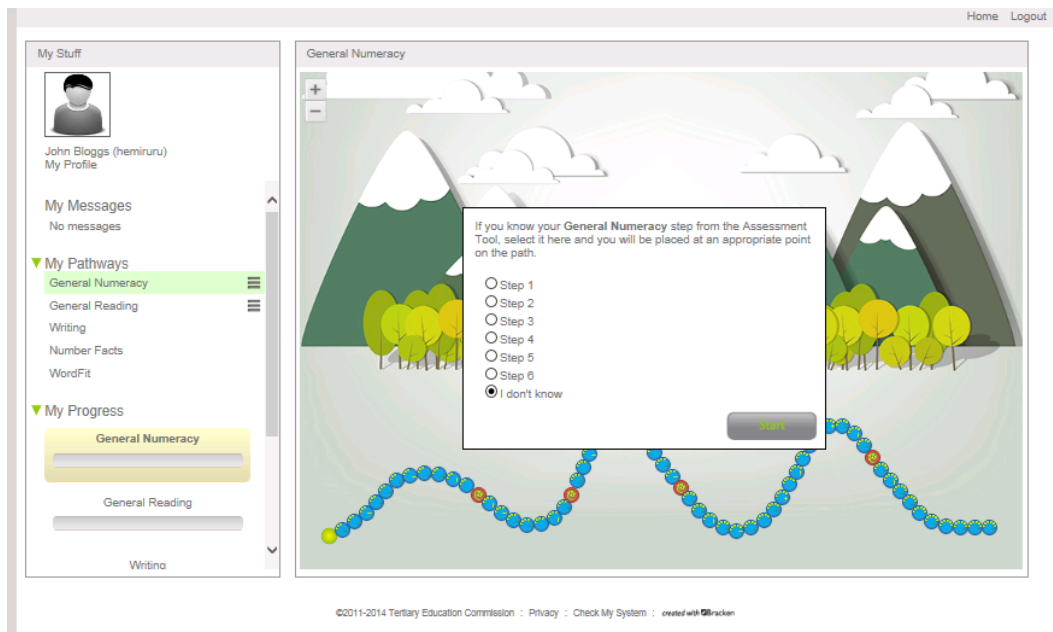 Home Logout
My Stuff
John Bloggs (hemiruru)
My Profile
My Messages
No messages
My Pathways
General Numeracy
General Reading
Writing
Number Facts
WordFit
My Progress
General Numeracy
General Reading
Writing
General Numeracy
+
−
If you know your General Numeracy step from the Assessment
Tool, select it here and you will be placed at an appropriate point
on the path.
Step 1
Step 2
Step 3
Step 4
Step 5
Step 6
I don't know
Start
©2011-2014 Tertiary Education Commission : Privacy : Check My System : created with Bracken